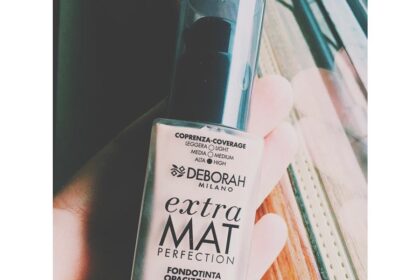 COPRENZA-COVERAGE
LEGGERA LIGHT
MEDIA MEDIUM
ALTA HIGH
DEBORAH
MILANO
extra
MAT
PERFECTION
FONDOTINTA